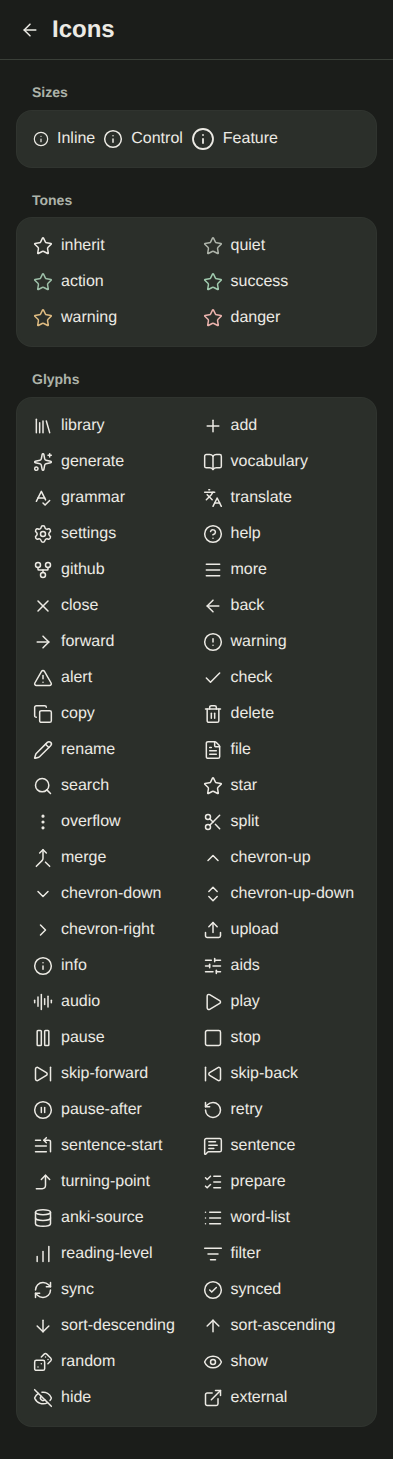 Icons
Sizes
Inline Control Feature
Tones
inherit quiet
action success
warning danger
Glyphs
library add
generate vocabulary
grammar translate
settings help
github more
close back
forward warning
alert check
copy delete
rename file
search star
overflow split
merge chevron-up
chevron-down chevron-up-down
chevron-right upload
info aids
audio play
pause stop
skip-forward skip-back
pause-after retry
sentence-start sentence
turning-point prepare
anki-source word-list
reading-level filter
sync synced
sort-descending sort-ascending
random show
hide external